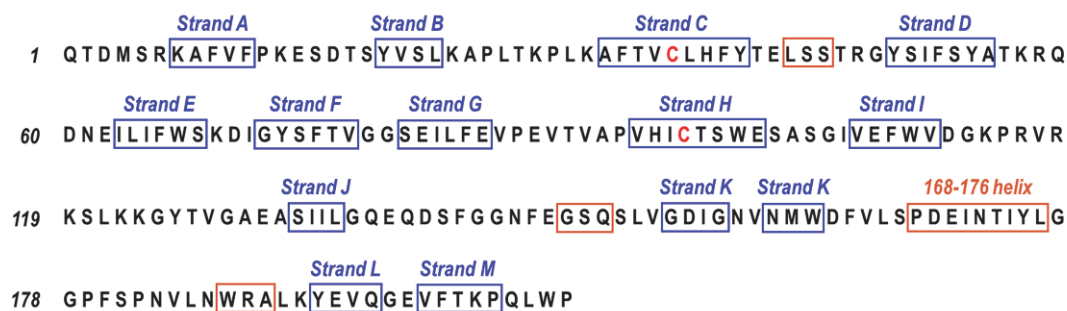 Strand A Strand B Strand C Strand D
1 QTDMSRKAFVFPKESDTSYVSLKAPLTKPLKAFTVCLHFYTELSSTRGYSIFSYATKRQ
Strand E Strand F Strand G Strand H Strand I
60 DNEILIFWSKDIGYSFTVGGSEILFEVPEVTVAPVHICTSWESASGIVEFWVDGKPRVR
Strand J Strand K Strand K 168-176 helix
119 KSLKKGYTVGAEASIILGQEQDSFGGNFEGSQSLVGDIGNVNMWDFVLSPDEINTIYLG
Strand L Strand M
178 GPFSPNVLNWRALKYEVQGEVFTKPQLWP